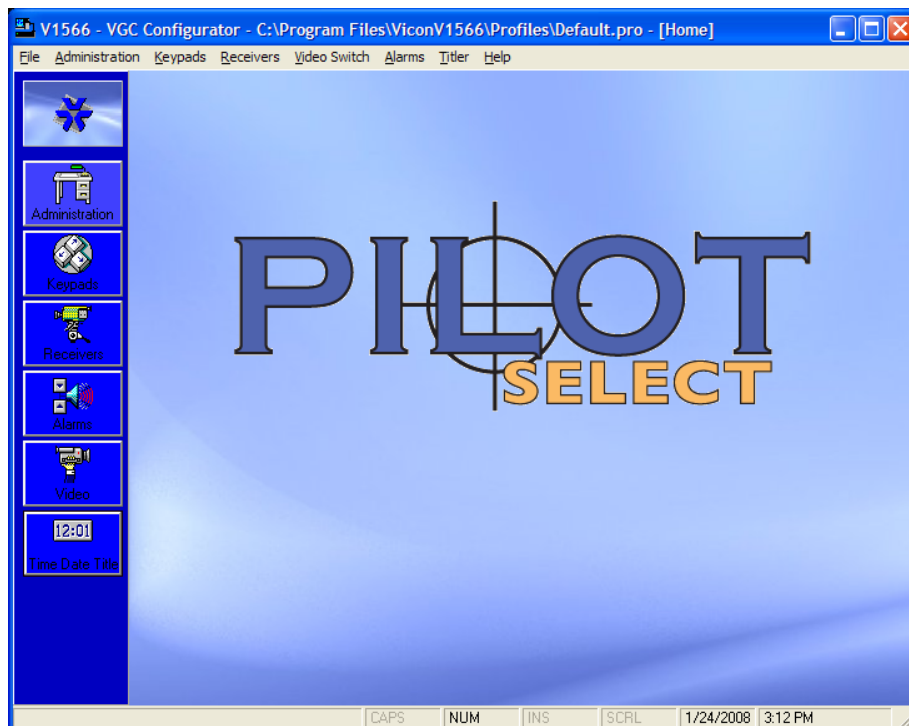 V1566 - VGC Configurator - C:\Program Files\ViconV1566\Profiles\Default.pro - [Home]
File Administration Keypads Receivers Video Switch Alarms Titler Help
Administration
Keypads
Receivers
Alarms
Video
12:01
Time Date Title
PILOT
SELECT
CAPS NUM INS SCRL 1/24/2008 3:12 PM